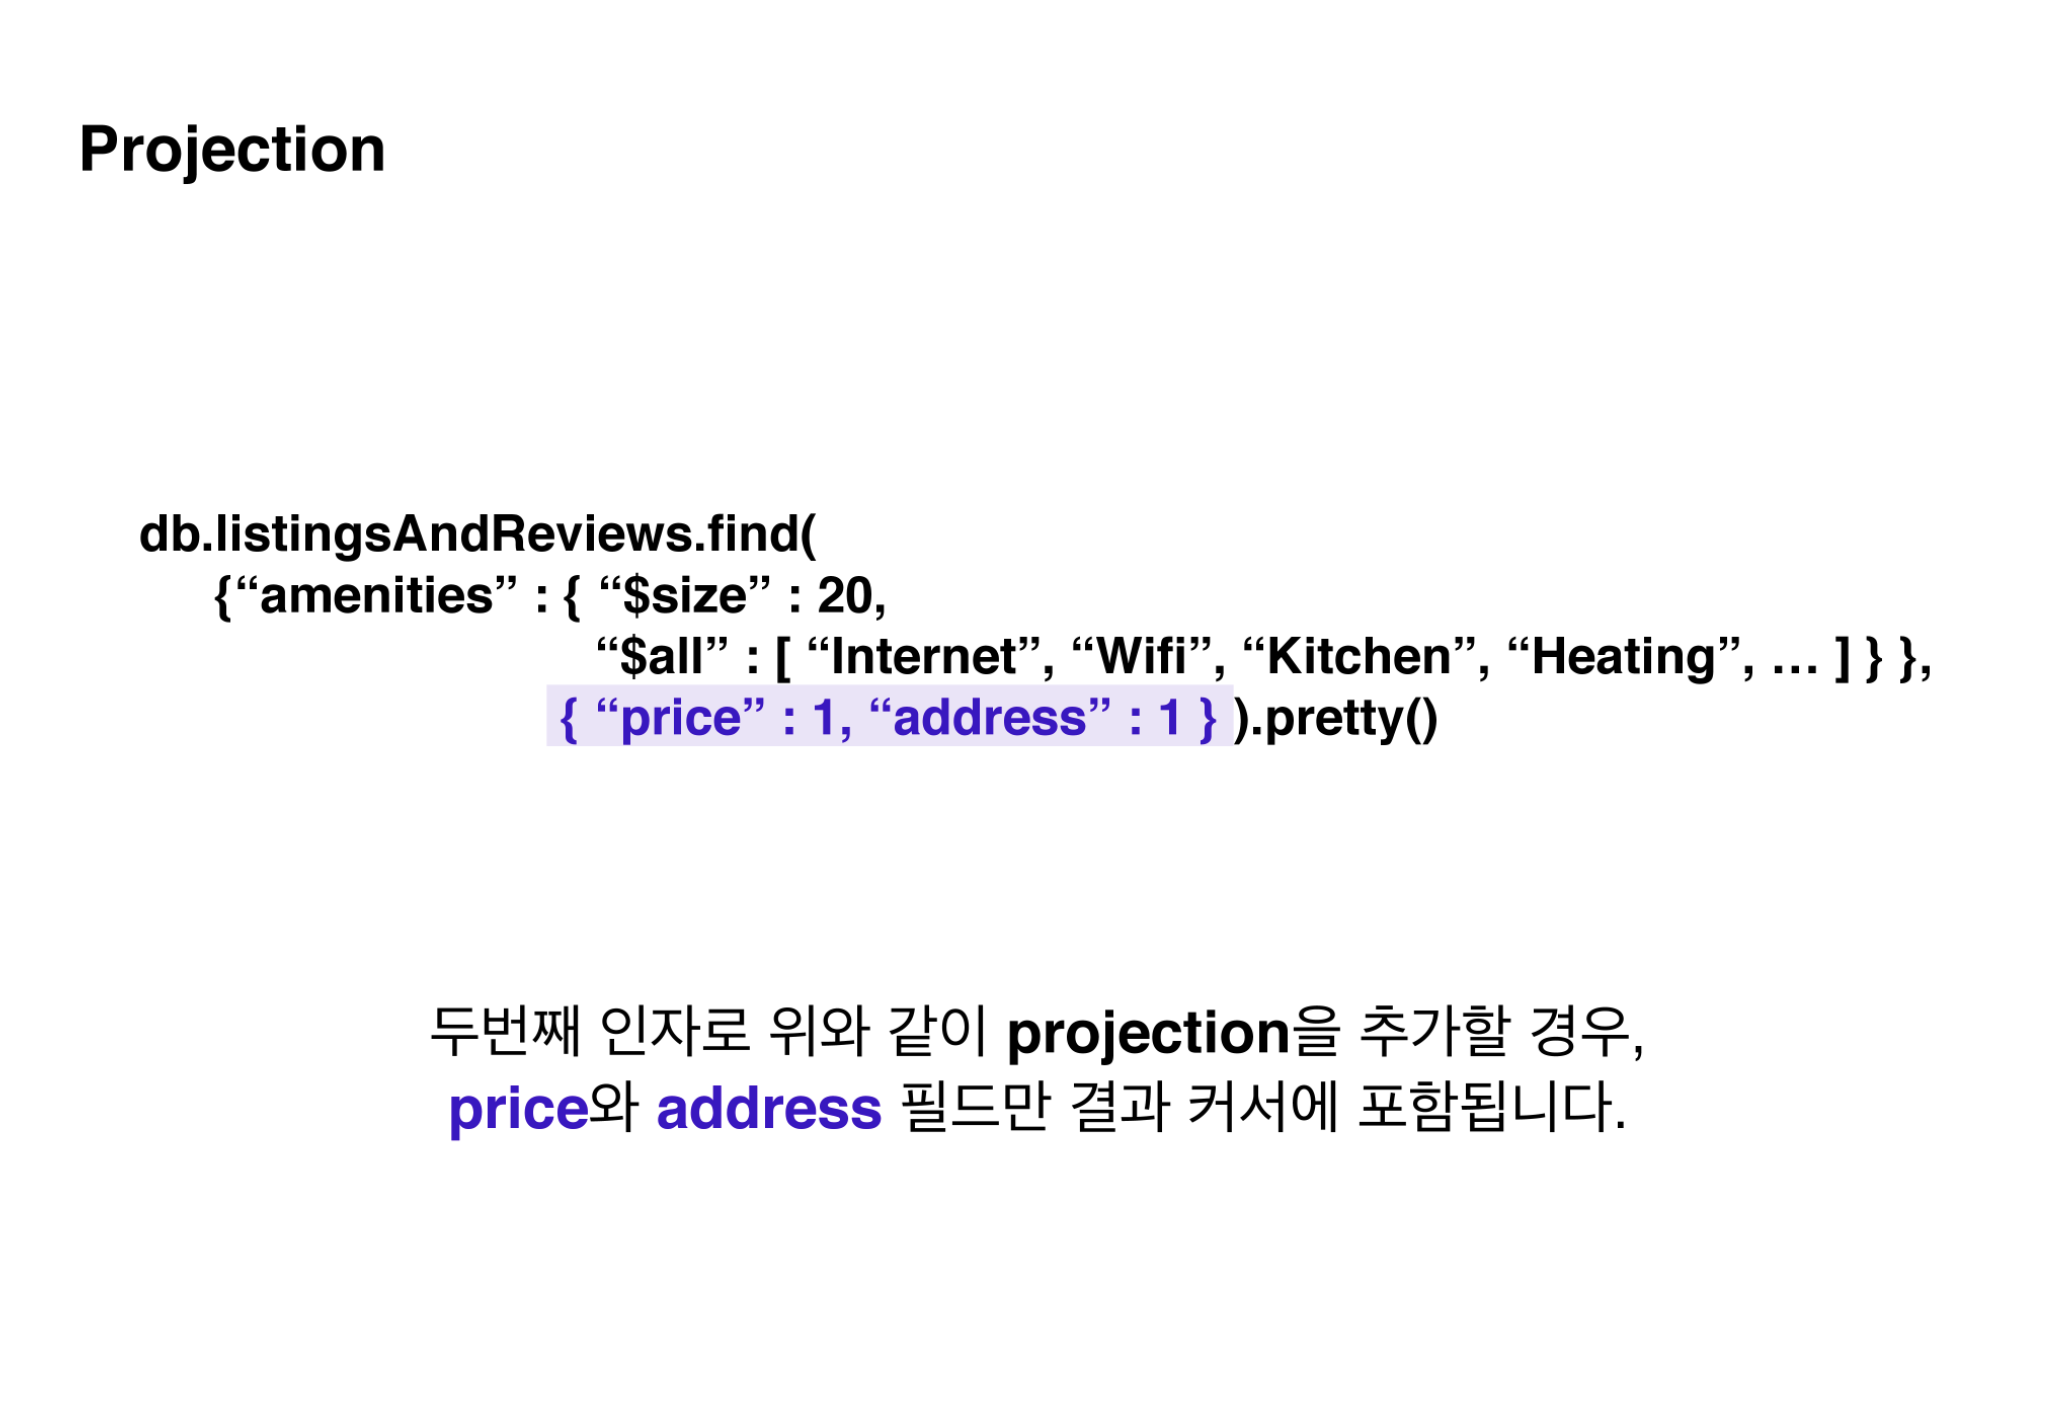 Projection
db.listingsAndReviews.find(
{“amenities” : { “$size” : 20,
“$all” : [ “Internet”, “Wifi”, “Kitchen”, “Heating”, … ] } },
{ “price” : 1, “address” : 1 } ).pretty()
두번째 인자로 위와 같이 projection을 추가할 경우,
price와 address 필드만 결과 커서에 포함됩니다.